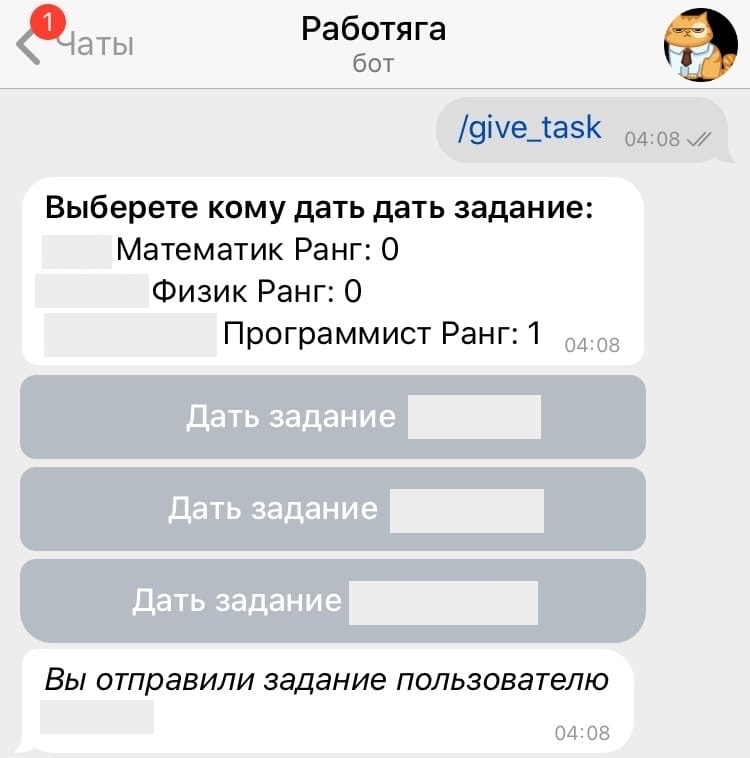 1
Чаты
Работяга
бот
/give_task 04:08
Выберете кому дать дать задание:
Математик Ранг: 0
Физик Ранг: 0
Программист Ранг: 1 04:08
Дать задание
Дать задание
Дать задание
Вы отправили задание пользователю
04:08